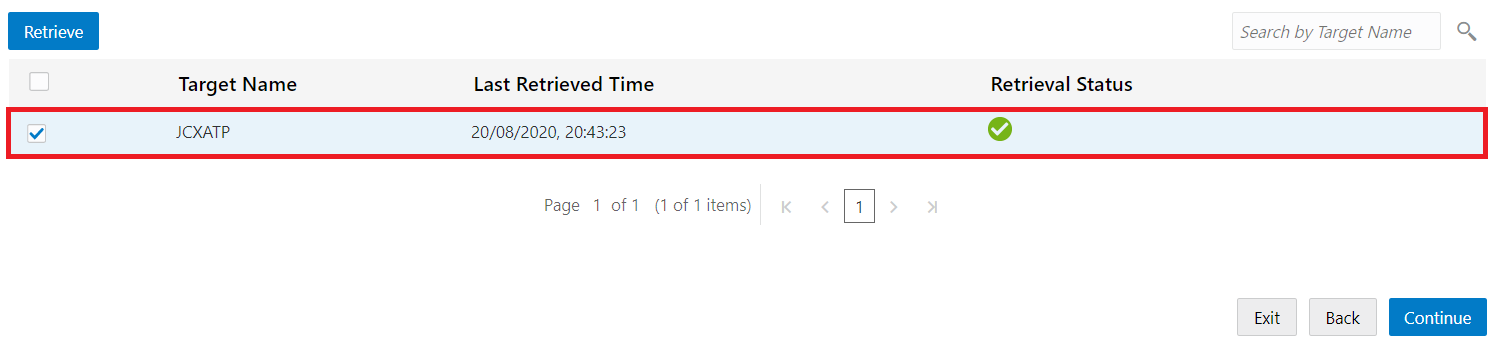 Retrieve
Search by Target Name
Target Name Last Retrieved Time Retrieval Status
JCXATP 20/08/2020, 20:43:23
Page 1 of 1 (1 of 1 items) 1
Exit Back Continue